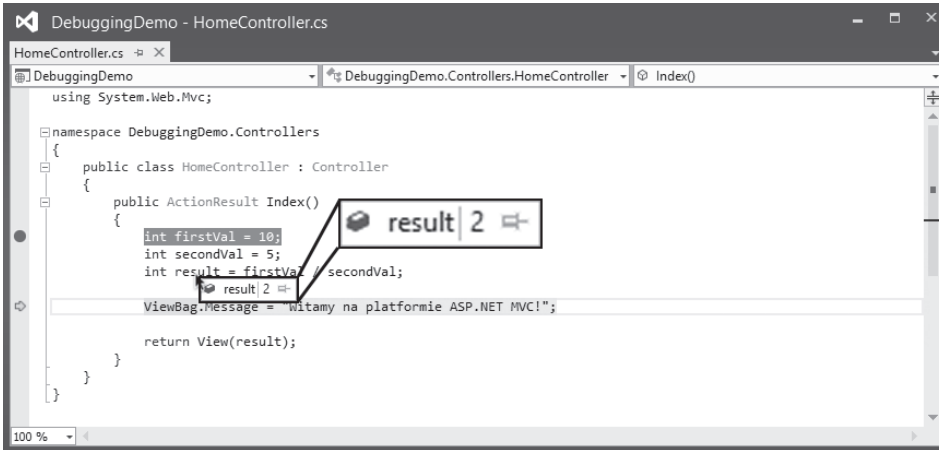 DebuggingDemo - HomeController.cs
HomeController.cs
DebuggingDemo DebuggingDemo.Controllers.HomeController Index()
using System.Web.Mvc;
namespace DebuggingDemo.Controllers
{
public class HomeController : Controller
{
public ActionResult Index()
{
result 2
int firstVal = 10;
int secondVal = 5;
int result = firstVal / secondVal;
result 2
ViewBag.Message = "Witamy na platformie ASP.NET MVC!";
return View(result);
}
}
}
100 %